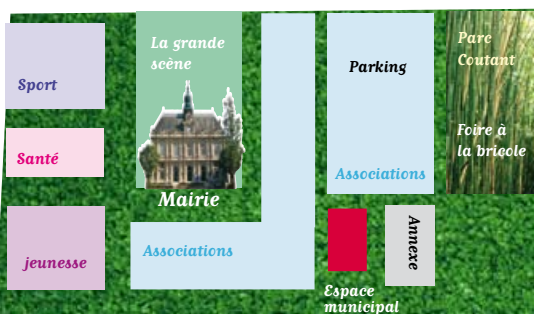 Sport
Santé
jeunesse
La grande
scène
Mairie
Associations
Parking
Associations
Espace
municipal
Annexe
Parc
Coutant
Foire à
la bricole